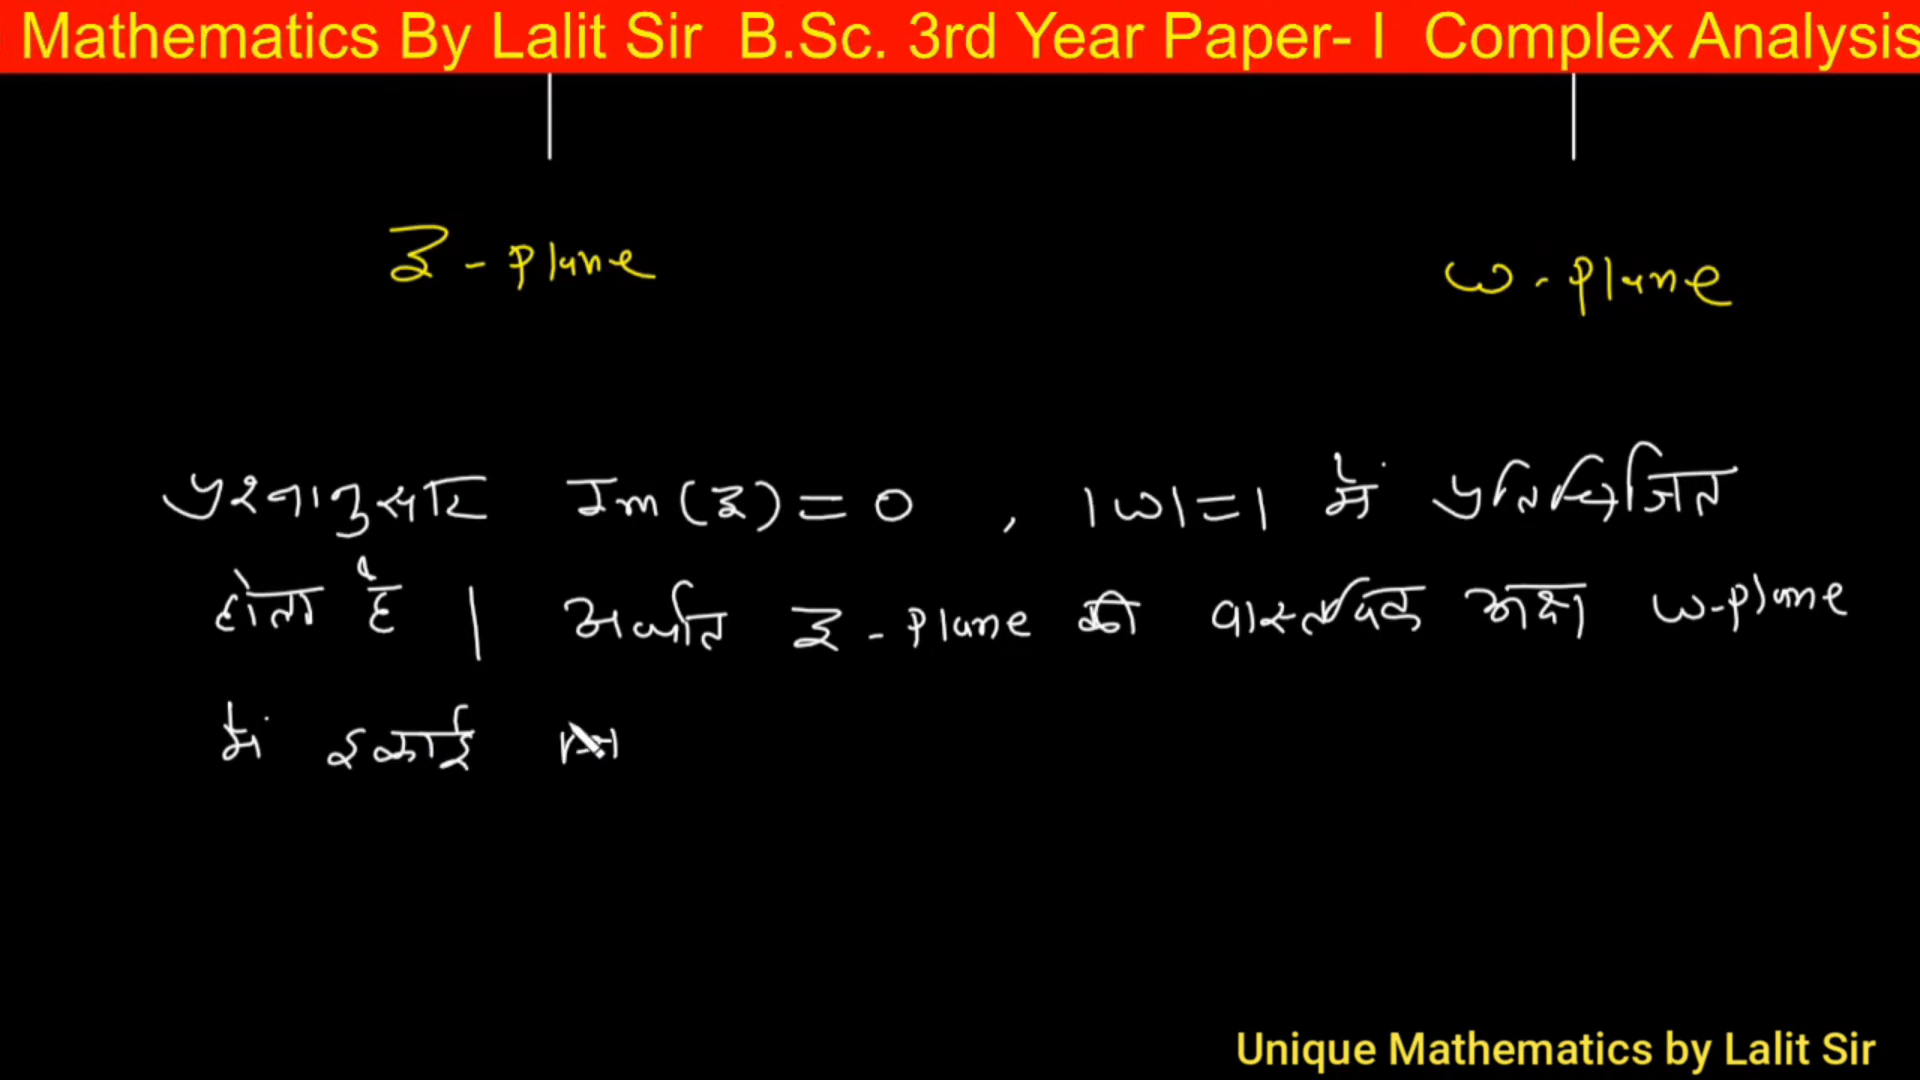 Mathematics By Lalit Sir B.Sc. 3rd Year Paper- I Complex Analysis
Z - plane
w - plane
प्रश्नानुसार Im(z) = 0 , |w| = 1 में प्रतिचित्रित
होता है | अर्थात z - plane की वास्तविक अक्ष w-plane
में इकाई
Unique Mathematics by Lalit Sir